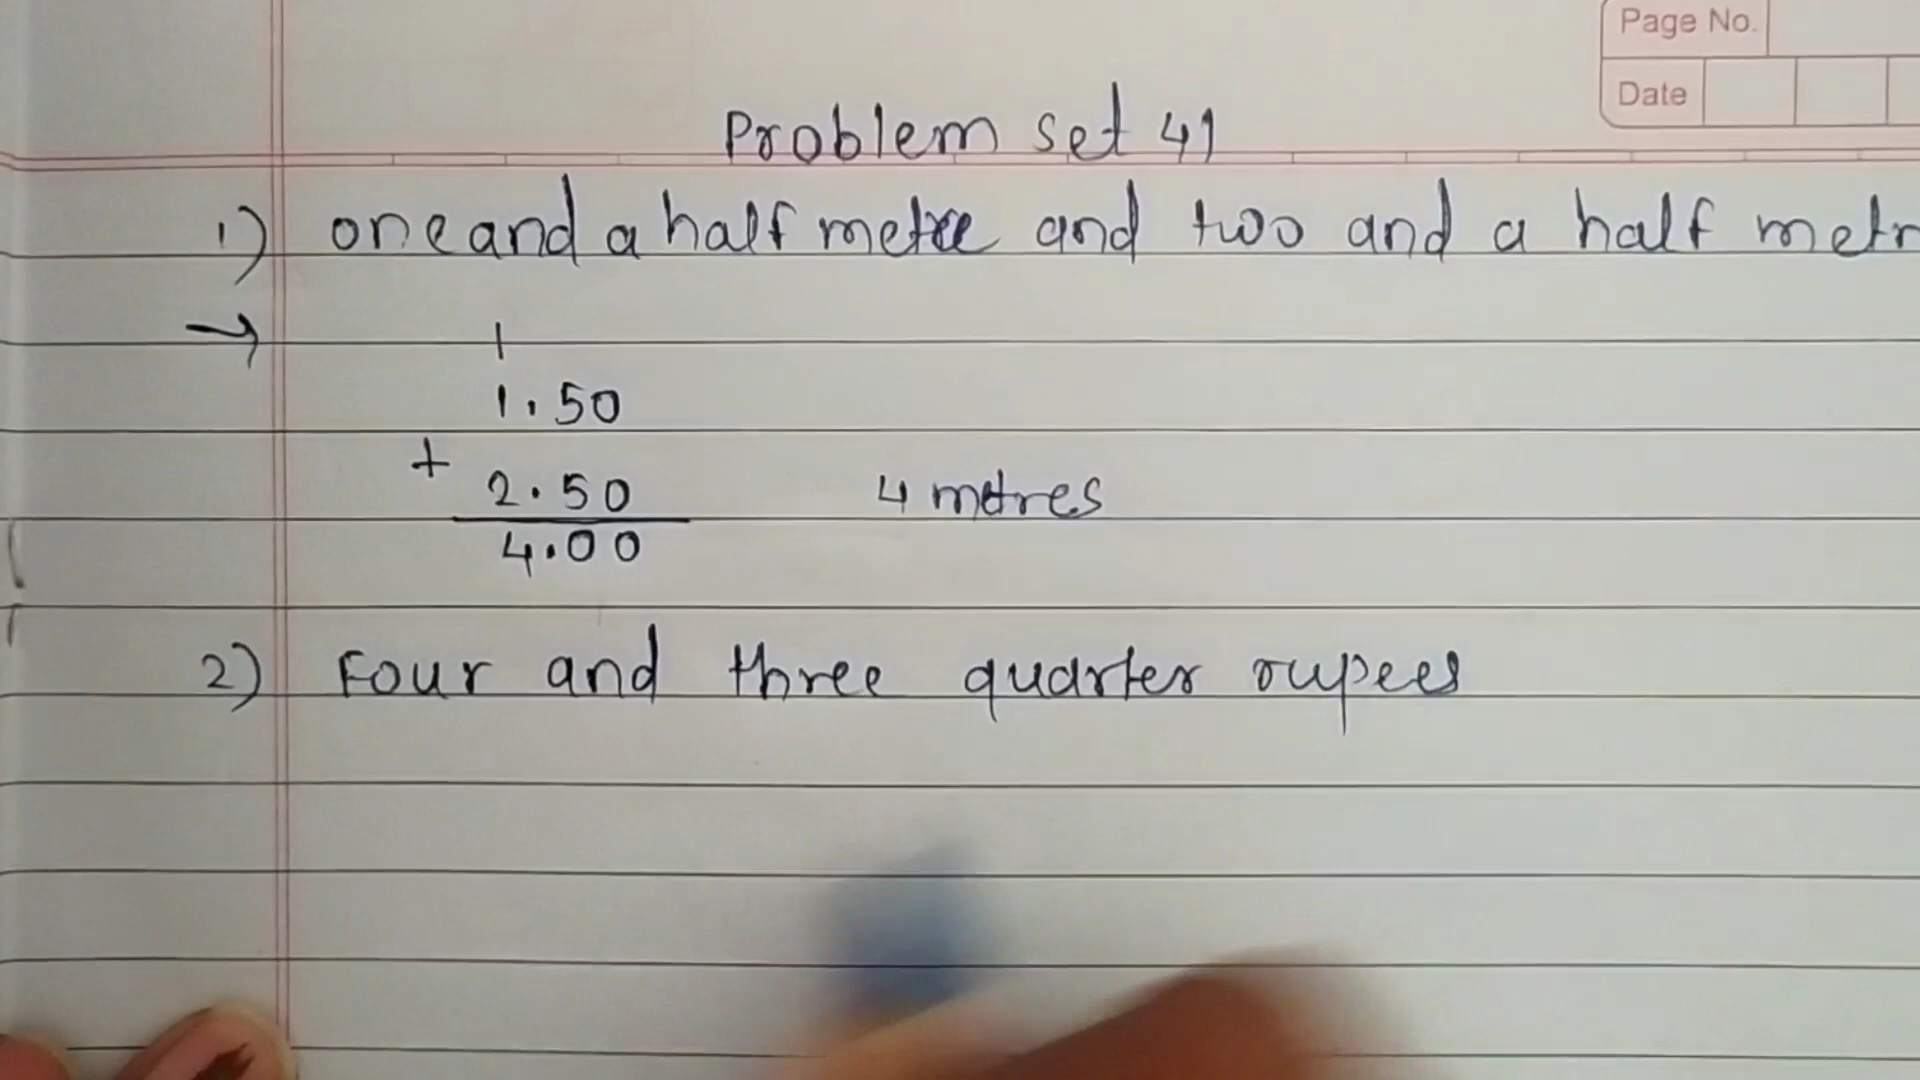 Page No.
Date
Problem set 41
1) one and a half metre and two and a half metr
→ 1
1.50
+
2.50 4 metres
4.00
2) Four and three quarter rupees